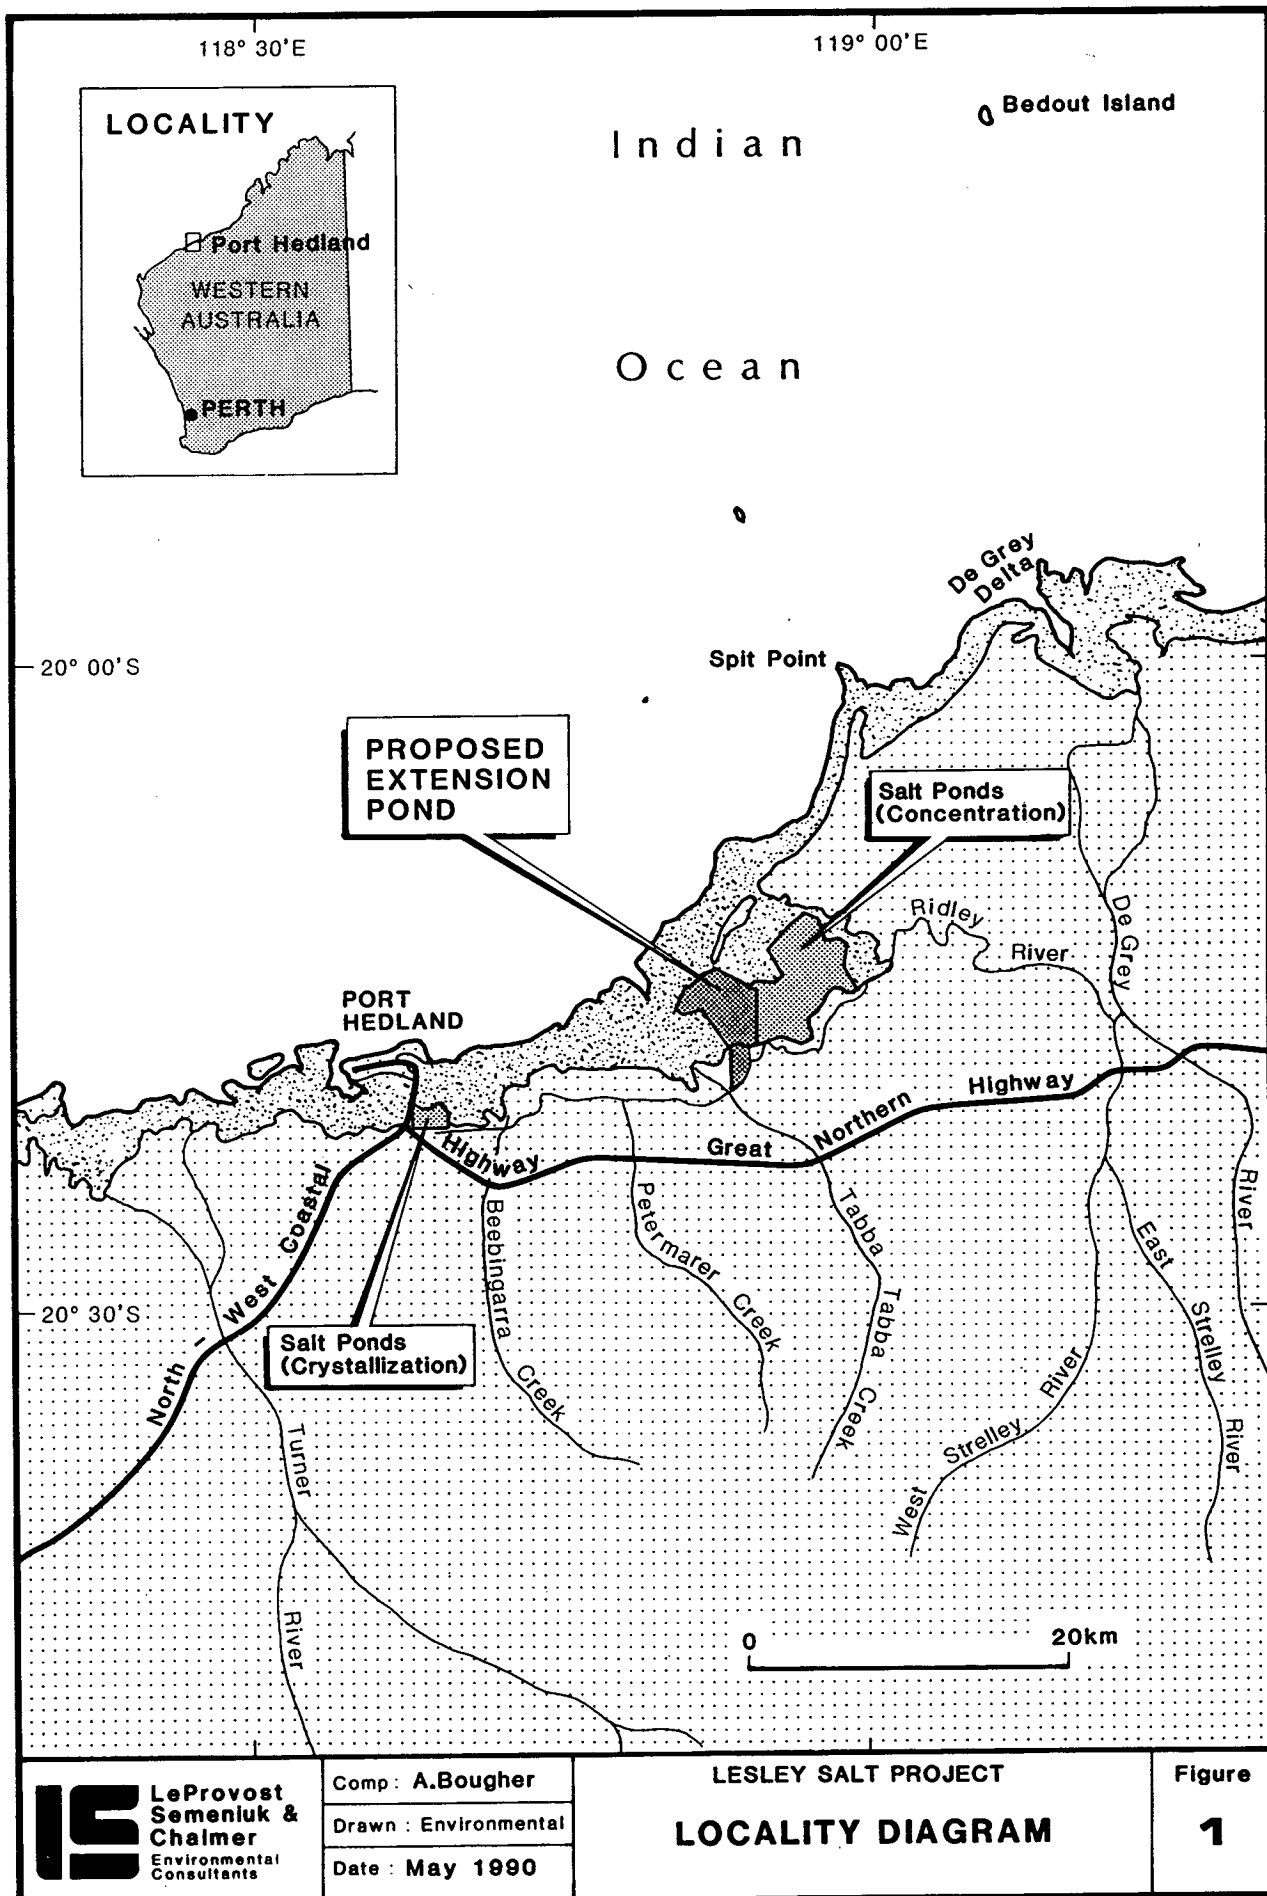 118° 30'E
119° 00'E
LOCALITY
Port Hedland
WESTERN
AUSTRALIA
PERTH
Bedout Island
Indian
Ocean
De Grey
Delta
Spit Point
20° 00'S
PROPOSED
EXTENSION
POND
Salt Ponds
(Concentration)
Ridley
River
De Grey
River
PORT
HEDLAND
Highway
Great
Northern
Highway
North
West
Coastal
Beebingarra
Creek
Petermarer
Creek
Tabba
Tabba
Creek
East
Strelley
River
West
Strelley
River
20° 30'S
Salt Ponds
(Crystallization)
Turner
River
0
20km
LeProvost
Semeniuk &
Chalmer
Environmental
Consultants
Comp: A.Bougher
Drawn : Environmental
Date : May 1990
LESLEY SALT PROJECT
LOCALITY DIAGRAM
Figure
1